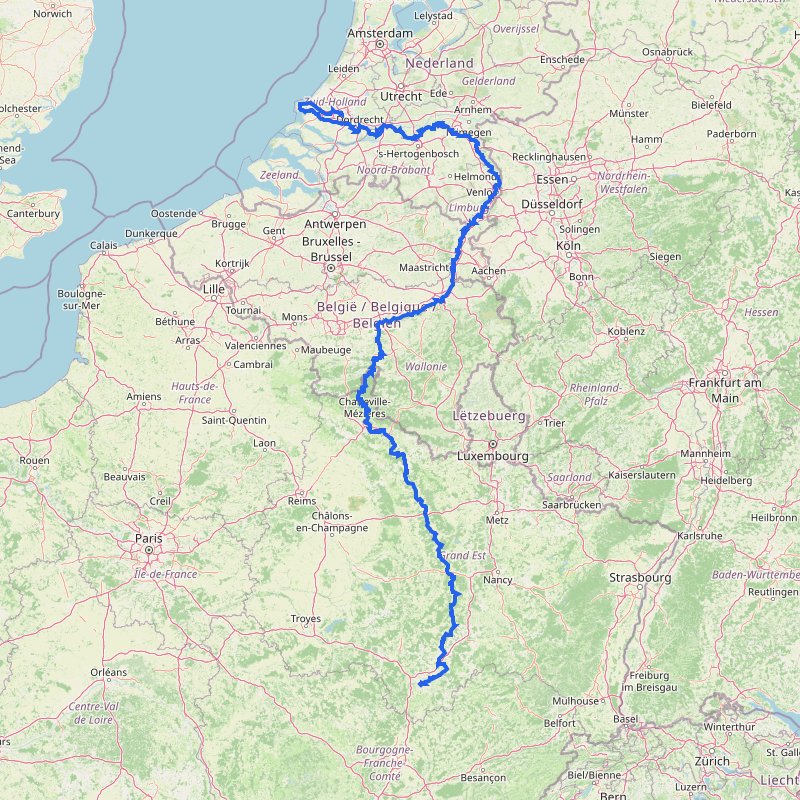 Norwich
Lelystad
Amsterdam
Overijssel
Osnabrück
Enschede
Nederland
Leiden
Gelderland
Utrecht
Ede
Zuid-Holland
Arnhem
Münster
Bielefeld
Dordrecht
Paderborn
's-Hertogenbosch
Hamm
Noord-Brabant
Recklinghausen
Zeeland
Helmond
Essen
Nordrhein-
Westfalen
Venlo
Canterbury
Oostende
Düsseldorf
Brugge
Antwerpen
Solingen
Dunkerque
Gent
Calais
Bruxelles -
Brussel
Köln
Siegen
Kortrijk
Maastricht
Aachen
Bonn
Lille
Boulogne-
sur-Mer
Tournai
België / Belgique
Belgien
Hessen
Béthune
Mons
Koblenz
Arras
Valenciennes
Maubeuge
Cambrai
Wallonie
Hauts-de-
France
Rheinland-
Pfalz
Frankfurt am
Main
Amiens
Charleville-
Mézières
Saint-Quentin
Lëtzebuerg
Trier
Laon
Luxembourg
Mannheim
Rouen
Beauvais
Kaiserslautern
Heidelberg
Saarland
Creil
Reims
Saarbrücken
Metz
Châlons-
en-Champagne
Heilbronn
Karlsruhe
Paris
Grand Est
Île-de-France
Nancy
Strasbourg
Reutlingen
Troyes
Orléans
Freiburg
im Breisgau
Centre-Val
de Loire
Mulhouse
Belfort
Basel
Winterthur
Bourgogne-
Franche-
Comté
Zürich
Besançon
Biel/Bienne
Luzern
Bern